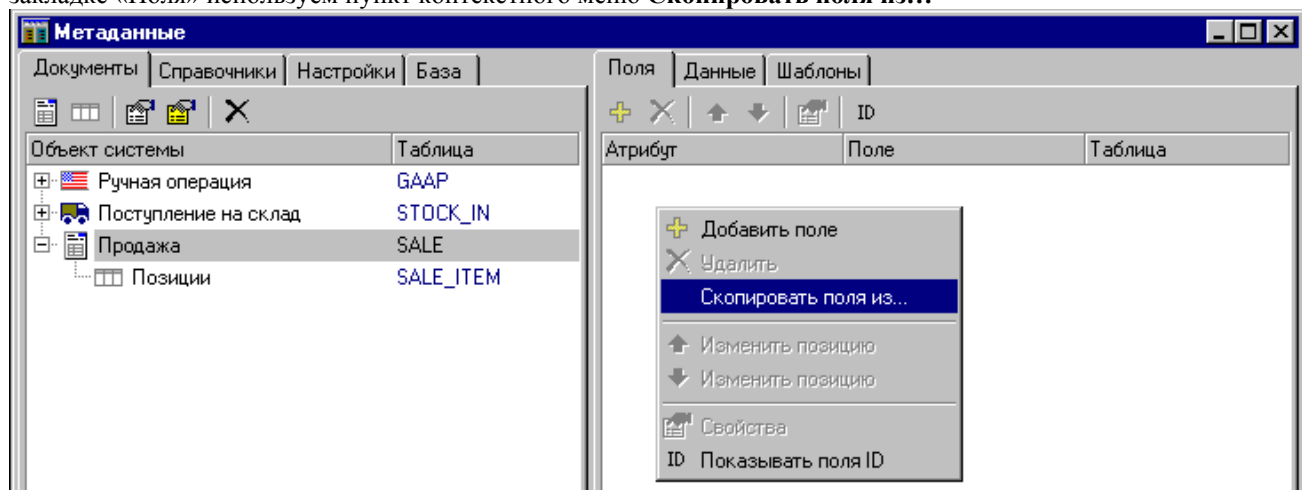 закладке «Поля» используем пункт контекстного меню Скопировать поля из…
Метаданные
Документы Справочники Настройки База
Поля Данные Шаблоны
ID
Объект системы Таблица
Атрибут Поле Таблица
Ручная операция GAAP
Поступление на склад STOCK_IN
Продажа SALE
Позиции SALE_ITEM
Добавить поле
Удалить
Скопировать поля из...
Изменить позицию
Изменить позицию
Свойства
ID Показывать поля ID